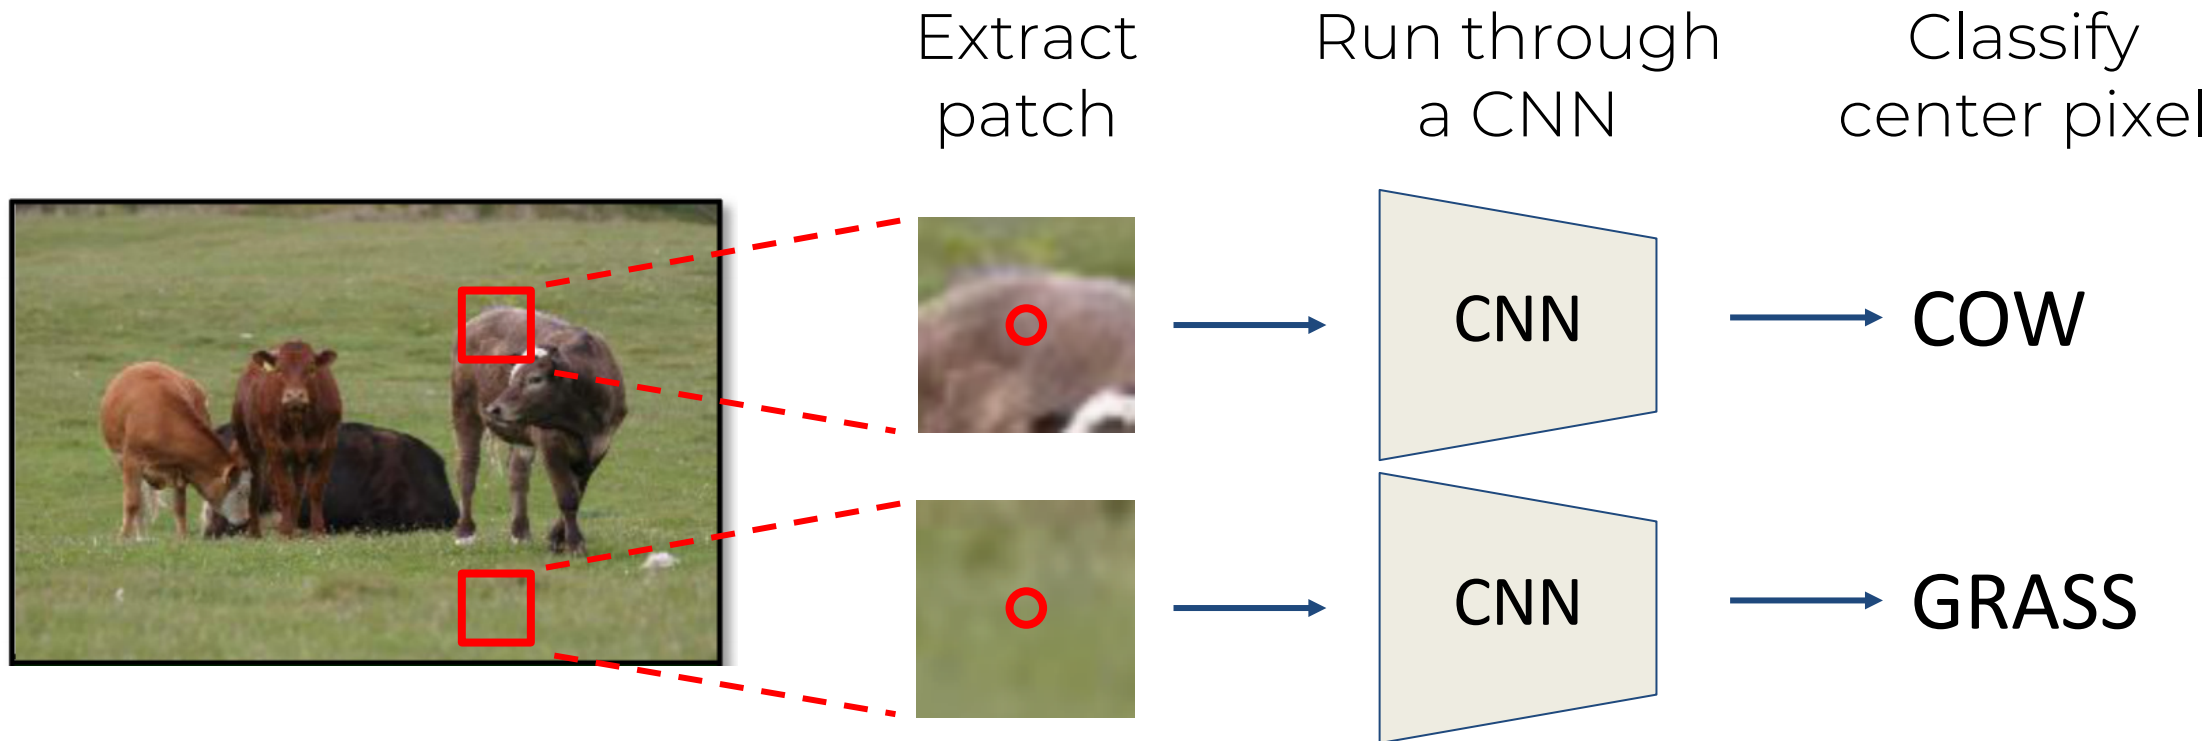 Extract
patch
Run through
a CNN
Classify
center pixel
CNN
COW
CNN
GRASS